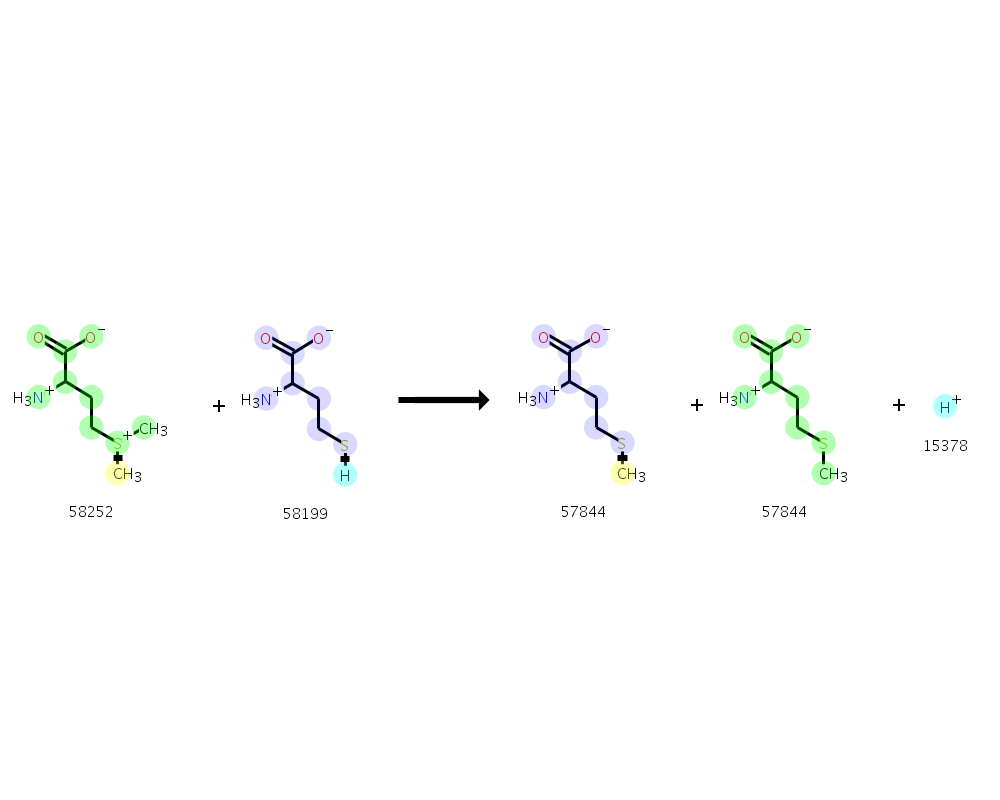 O O−
H3N+
S+ CH3
CH3
58252
+
O O−
H3N+
S
H
58199
O O−
H3N+
S
CH3
57844
+
O O−
H3N+
S
CH3
57844
+
H+
15378